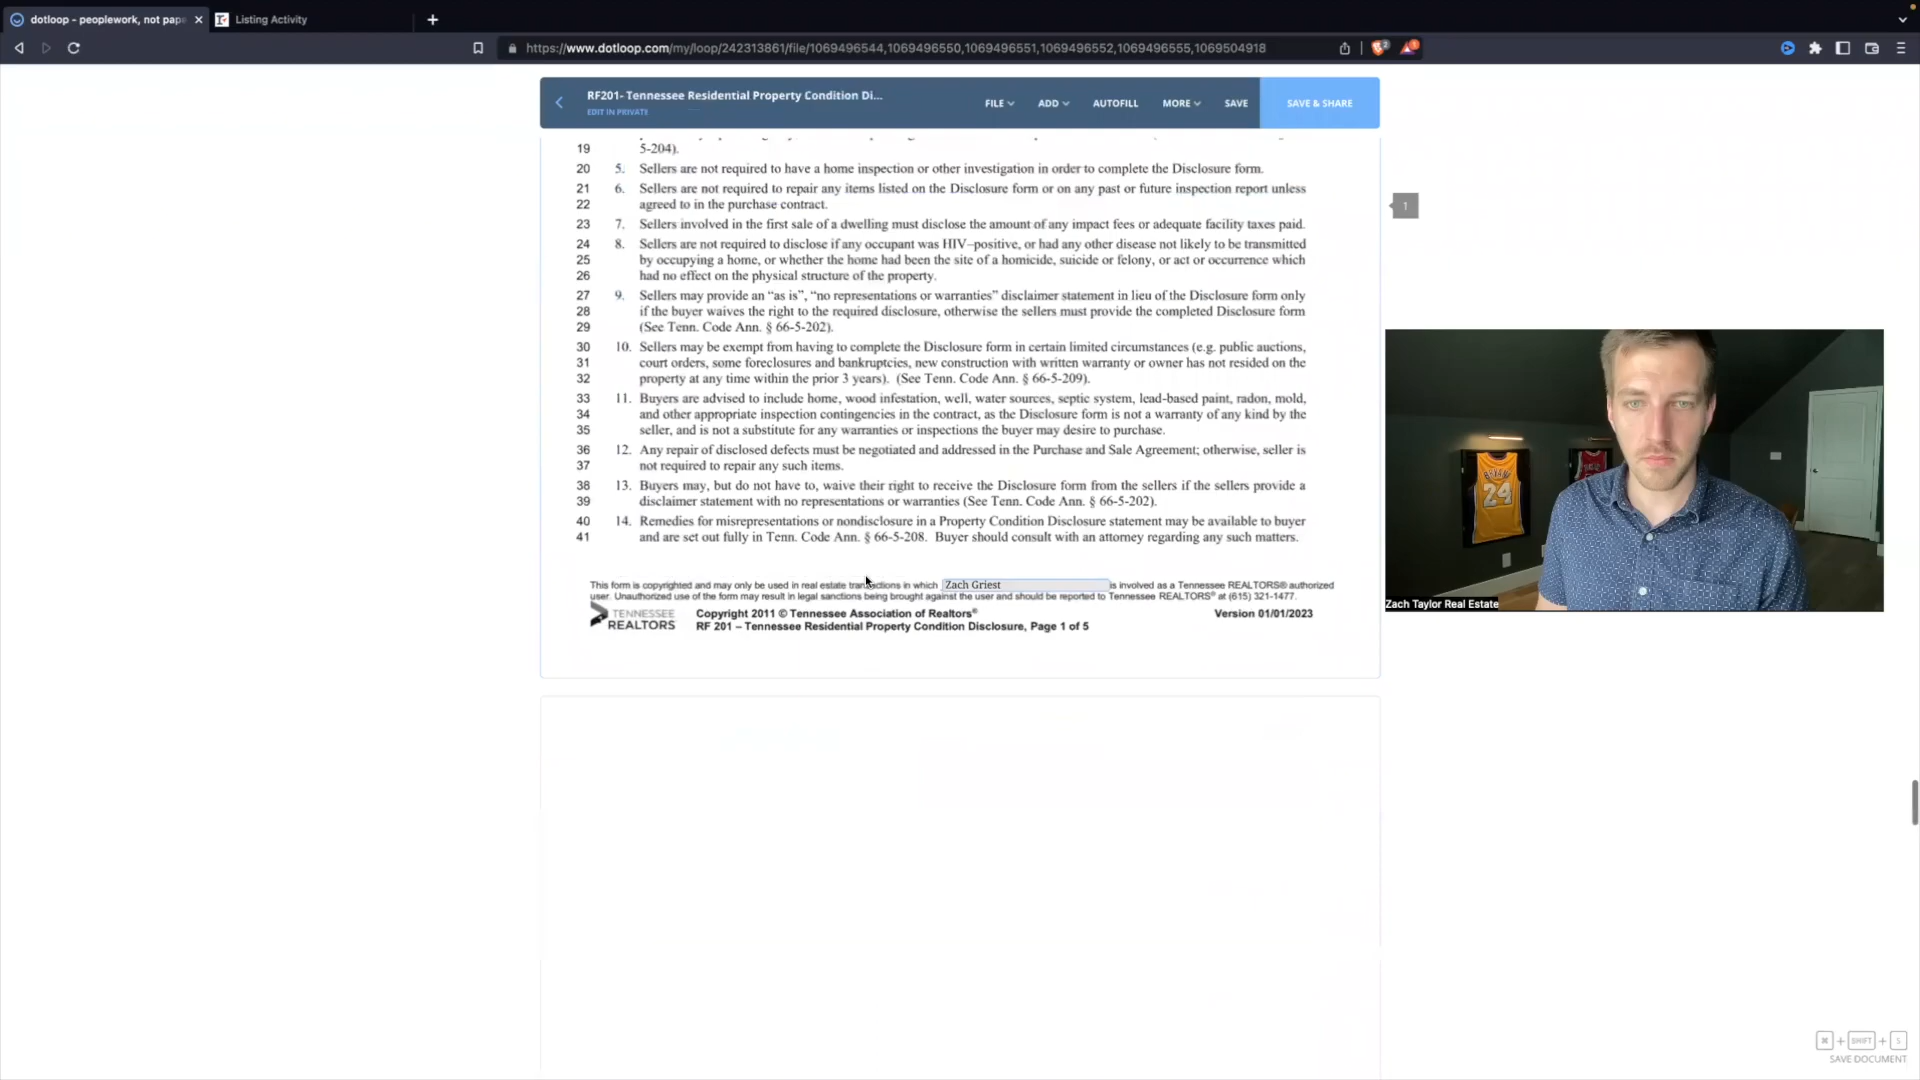 dotloop - peoplework, not pap
Listing Activity
https://www.dotloop.com/my/loop/242313861/file/1069496544,1069496550,1069496551,1069496552,1069496555,1069504918
RF201- Tennessee Residential Property Condition Di...
EDIT IN PRIVATE
FILE
ADD
AUTOFILL
MORE
SAVE
SAVE & SHARE
19 5-204).
20 5. Sellers are not required to have a home inspection or other investigation in order to complete the Disclosure form.
21 6. Sellers are not required to repair any items listed on the Disclosure form or on any past or future inspection report unless
22 agreed to in the purchase contract.
23 7. Sellers involved in the first sale of a dwelling must disclose the amount of any impact fees or adequate facility taxes paid.
24 8. Sellers are not required to disclose if any occupant was HIV-positive, or had any other disease not likely to be transmitted
25 by occupying a home, or whether the home had been the site of a homicide, suicide or felony, or act or occurrence which
26 had no effect on the physical structure of the property.
27 9. Sellers may provide an “as is”, “no representations or warranties” disclaimer statement in lieu of the Disclosure form only
28 if the buyer waives the right to the required disclosure, otherwise the sellers must provide the completed Disclosure form
29 (See Tenn. Code Ann. § 66-5-202).
30 10. Sellers may be exempt from having to complete the Disclosure form in certain limited circumstances (e.g. public auctions,
31 court orders, some foreclosures and bankruptcies, new construction with written warranty or owner has not resided on the
32 property at any time within the prior 3 years). (See Tenn. Code Ann. § 66-5-209).
33 11. Buyers are advised to include home, wood infestation, well, water sources, septic system, lead-based paint, radon, mold,
34 and other appropriate inspection contingencies in the contract, as the Disclosure form is not a warranty of any kind by the
35 seller, and is not a substitute for any warranties or inspections the buyer may desire to purchase.
36 12. Any repair of disclosed defects must be negotiated and addressed in the Purchase and Sale Agreement; otherwise, seller is
37 not required to repair any such items.
38 13. Buyers may, but do not have to, waive their right to receive the Disclosure form from the sellers if the sellers provide a
39 disclaimer statement with no representations or warranties (See Tenn. Code Ann. § 66-5-202).
40 14. Remedies for misrepresentations or nondisclosure in a Property Condition Disclosure statement may be available to buyer
41 and are set out fully in Tenn. Code Ann. § 66-5-208. Buyer should consult with an attorney regarding any such matters.
This form is copyrighted and may only be used in real estate transactions in which Zach Griest is involved as a Tennessee REALTORS® authorized
user. Unauthorized use of the form may result in legal sanctions being brought against the user and should be reported to Tennessee REALTORS® at (615) 321-1477.
TENNESSEE
REALTORS
Copyright 2011 © Tennessee Association of Realtors®
RF 201 – Tennessee Residential Property Condition Disclosure, Page 1 of 5
Version 01/01/2023
1
BRYANT
24
Zach Taylor Real Estate
⌘ + SHIFT + S
SAVE DOCUMENT